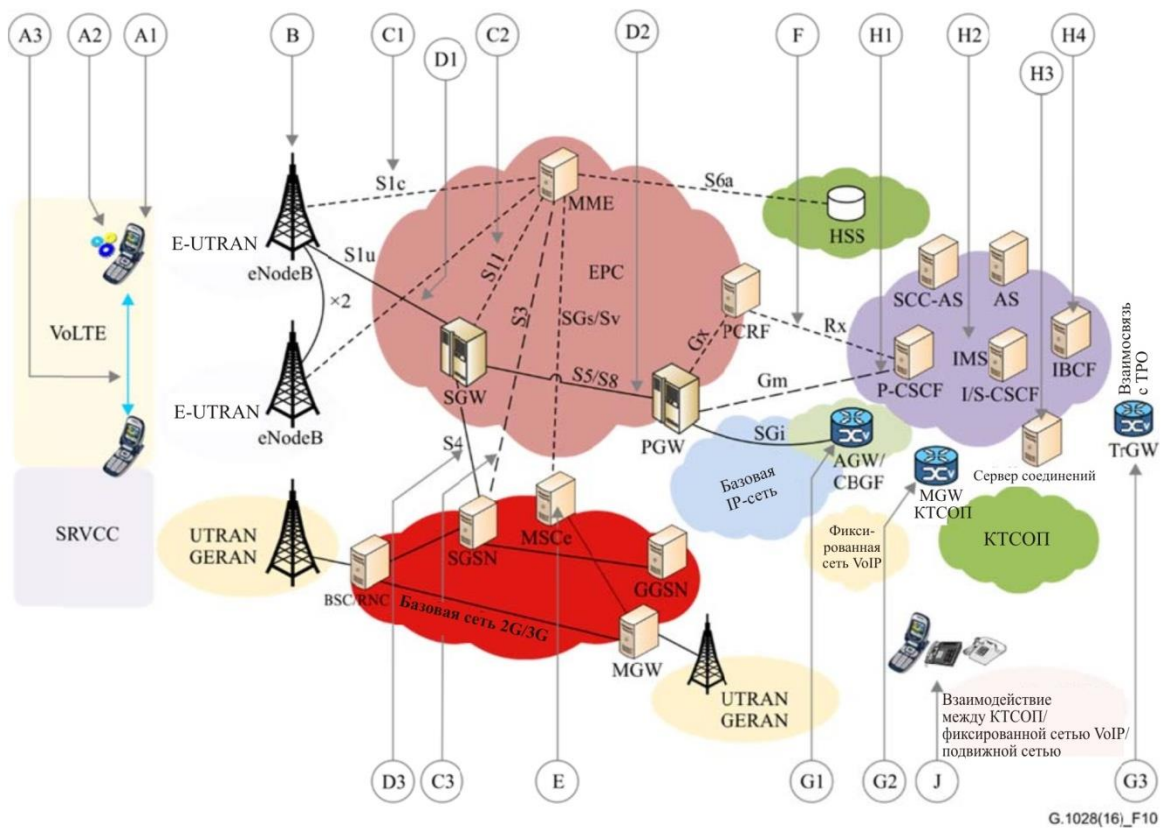 A3
A2
A1
B
C1
C2
D1
D2
F
H1
H2
H3
H4
S1c
MME
S6a
HSS
E-UTRAN
eNodeB
S1u
S11
EPC
S3
SGs/Sv
×2
VoLTE
PCRF
Gx
Rx
SCC-AS
AS
IMS
IBCF
P-CSCF
I/S-CSCF
Взаимосвязь
с ТРО
E-UTRAN
eNodeB
SGW
S5/S8
Gm
PGW
SGi
AGW/
CBGF
TrGW
S4
Базовая
IP-сеть
MGW
КТСОП
Сервер соединений
SRVCC
UTRAN
GERAN
SGSN
MSCe
Фикси-
рованная
сеть VoIP
КТСОП
BSC/RNC
GGSN
Базовая сеть 2G/3G
MGW
UTRAN
GERAN
Взаимодействие
между КТСОП/
фиксированной сетью VoIP/
подвижной сетью
D3
C3
E
G1
G2
J
G3
G.1028(16)_F10